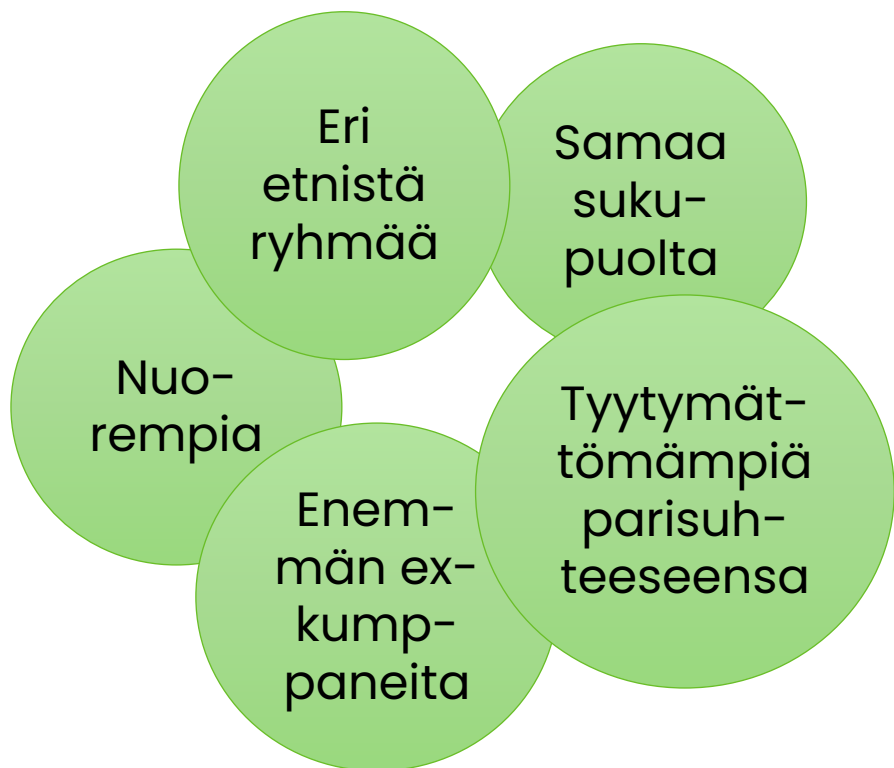 Eri
etnistä
ryhmää
Samaa
suku-
puolta
Nuo-
rempia
Tyytymät-
tömämpiä
parisuh-
teeseensa
Enem-
män ex-
kump-
paneita